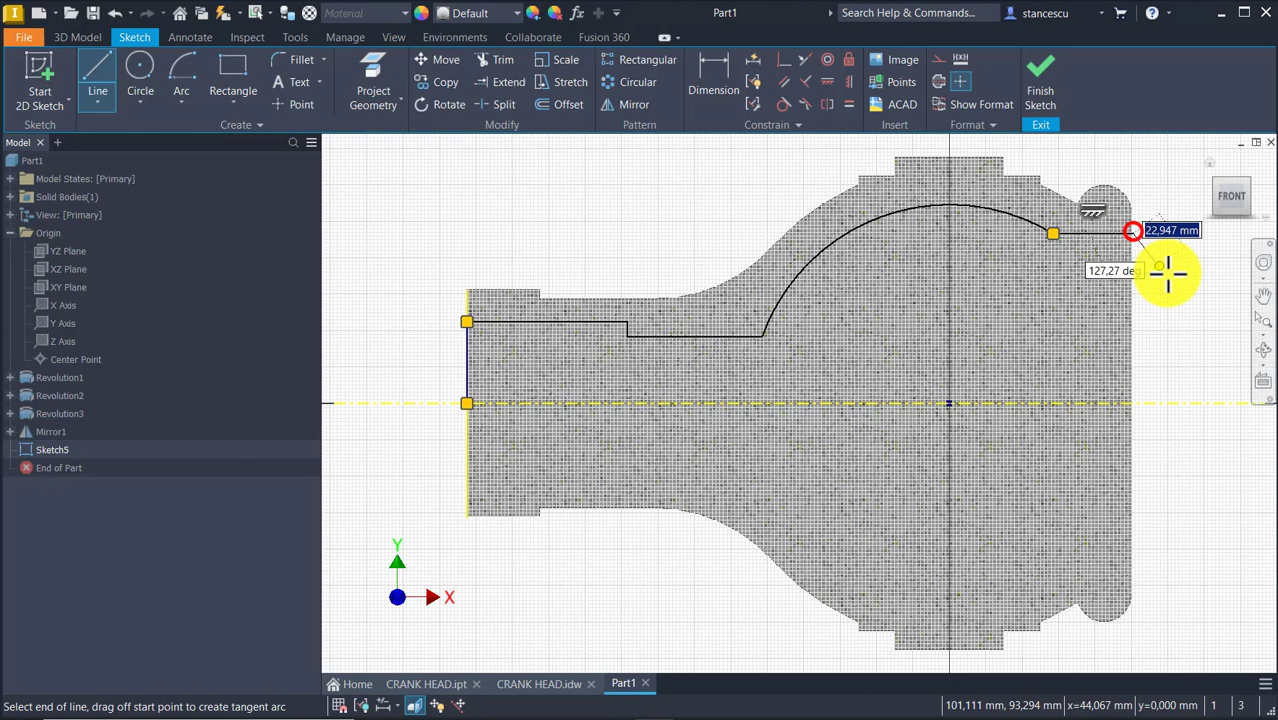 Material
Default
fx
Part1
Search Help & Commands...
stancescu
File
3D Model
Sketch
Annotate
Inspect
Tools
Manage
View
Environments
Collaborate
Fusion 360
Start
2D Sketch
Line
Circle
Arc
Rectangle
Fillet
Text
Point
Project
Geometry
Move
Copy
Rotate
Trim
Extend
Split
Scale
Stretch
Offset
Rectangular
Circular
Mirror
Dimension
Image
Points
ACAD
Show Format
Finish
Sketch
Sketch
Create
Modify
Pattern
Constrain
Insert
Format
Exit
Model
Part1
Model States: [Primary]
Solid Bodies(1)
View: [Primary]
Origin
YZ Plane
XZ Plane
XY Plane
X Axis
Y Axis
Z Axis
Center Point
Revolution1
Revolution2
Revolution3
Mirror1
Sketch5
End of Part
FRONT
22,947 mm
127,27 deg
Y
X
Home
CRANK HEAD.ipt
CRANK HEAD.idw
Part1
Select end of line, drag off start point to create tangent arc
101,111 mm, 93,294 mm
x=44,067 mm
y=0,000 mm
1
3